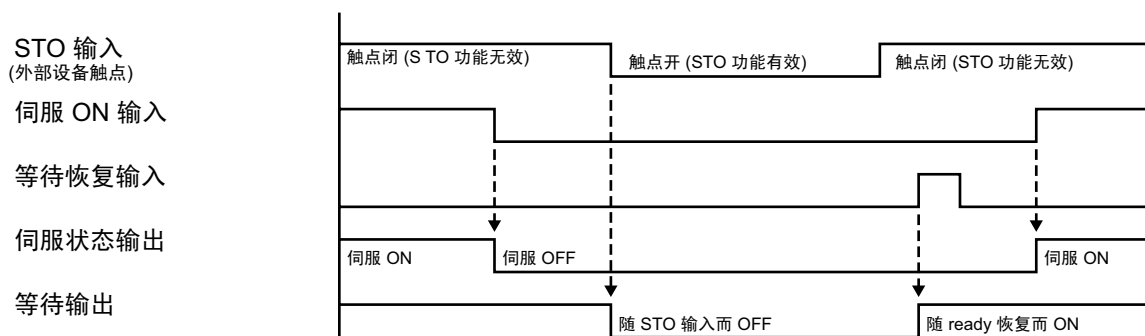 STO 输入
(外部设备触点)
触点闭 (S TO 功能无效)
触点开 (STO 功能有效)
触点闭 (STO 功能无效)
伺服 ON 输入
等待恢复输入
伺服状态输出
伺服 ON
伺服 OFF
伺服 ON
等待输出
随 STO 输入而 OFF
随 ready 恢复而 ON